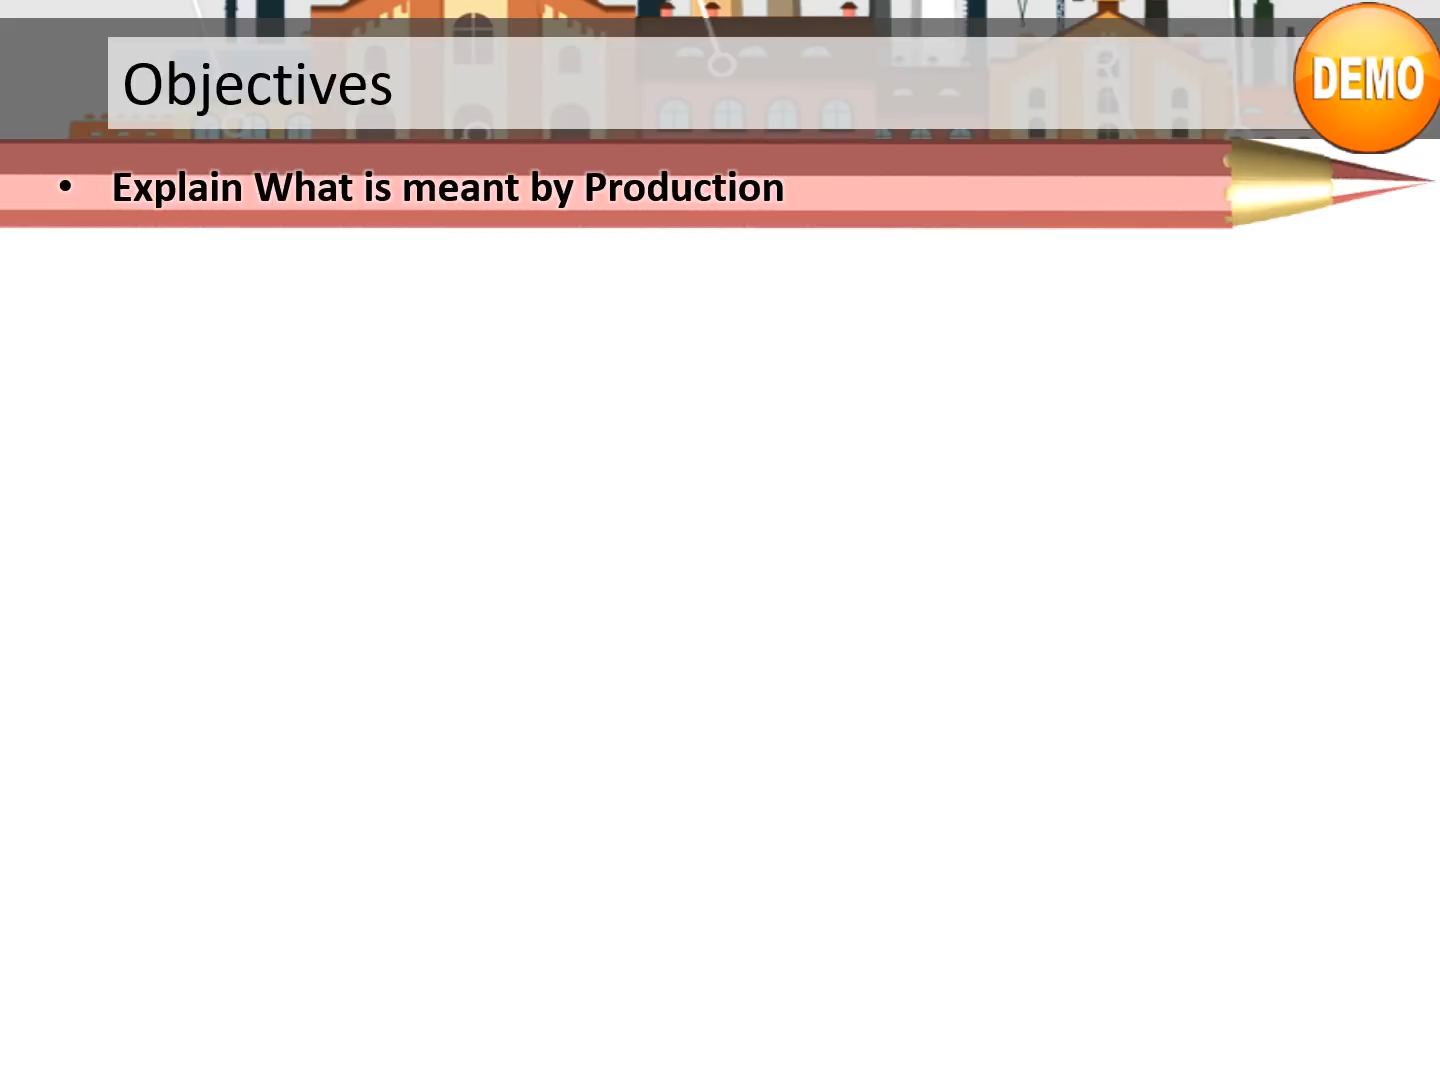 Objectives
DEMO
• Explain What is meant by Production